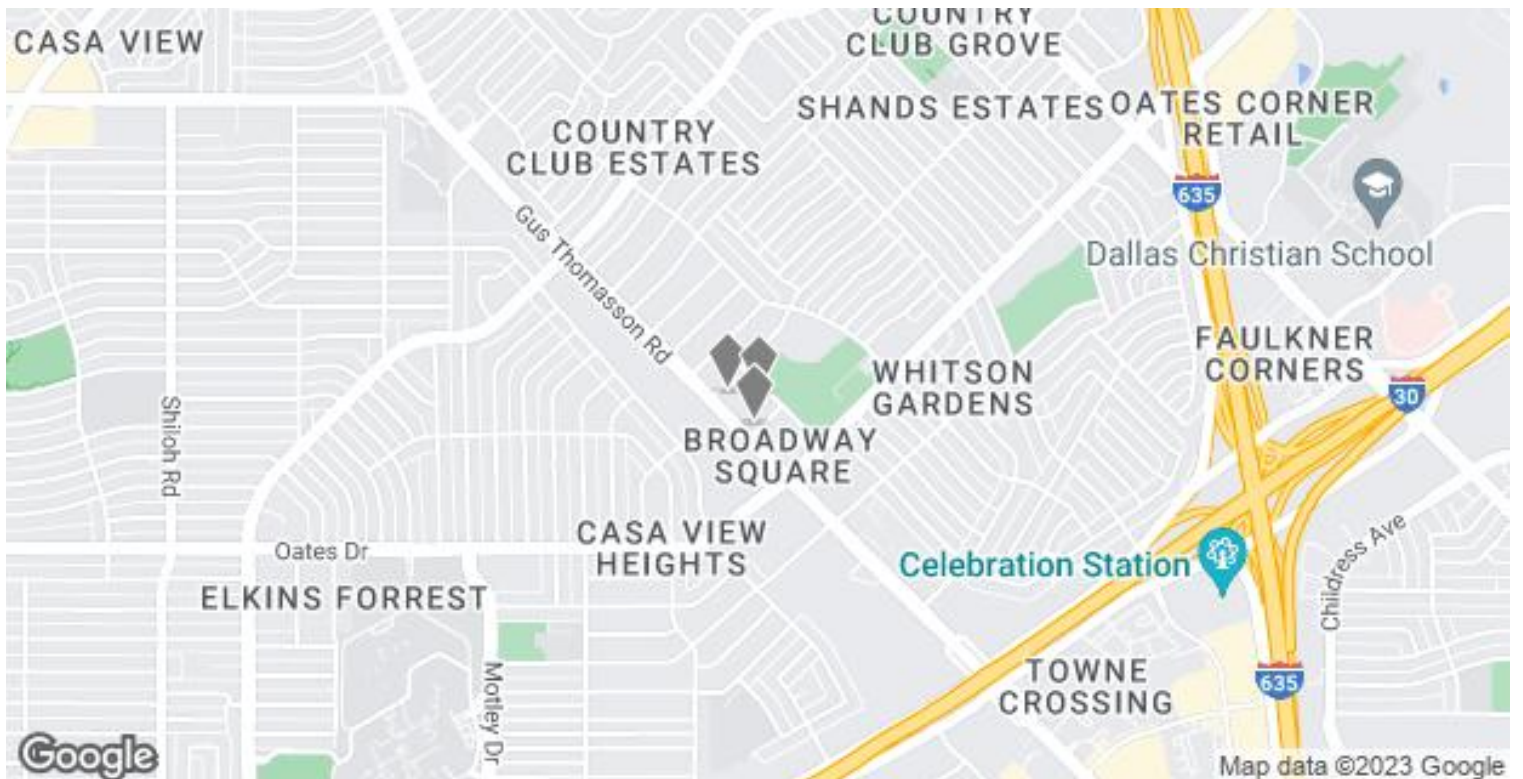 COUNTRY
CLUB GROVE
CASA VIEW
SHANDS ESTATES
OATES CORNER
RETAIL
COUNTRY
CLUB ESTATES
635
Gus Thomasson Rd
Dallas Christian School
FAULKNER
CORNERS
WHITSON
GARDENS
30
Shiloh Rd
BROADWAY
SQUARE
CASA VIEW
HEIGHTS
Oates Dr
Celebration Station
Childress Ave
ELKINS FORREST
Motley Dr
TOWNE
CROSSING
635
Google
Map data ©2023 Google